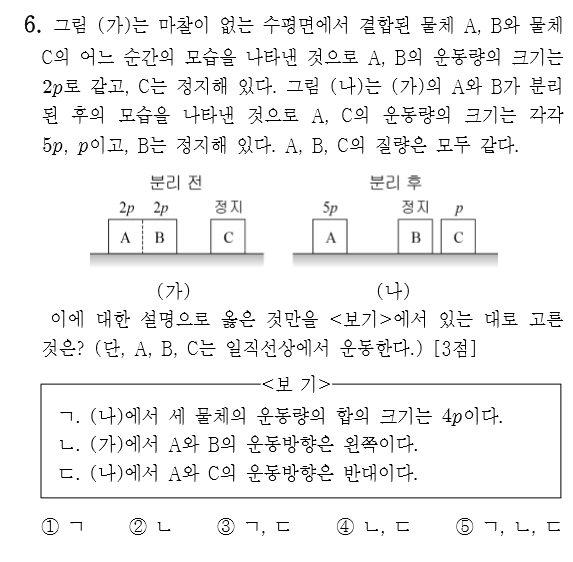 6. 그림 (가)는 마찰이 없는 수평면에서 결합된 물체 A, B와 물체
C의 어느 순간의 모습을 나타낸 것으로 A, B의 운동량의 크기는
2p로 같고, C는 정지해 있다. 그림 (나)는 (가)의 A와 B가 분리
된 후의 모습을 나타낸 것으로 A, C의 운동량의 크기는 각각
5p, p이고, B는 정지해 있다. A, B, C의 질량은 모두 같다.
분리 전 분리 후
2p 2p 정지 5p 정지 p
A B C A B C
(가) (나)
이에 대한 설명으로 옳은 것만을 <보기>에서 있는 대로 고른
것은? (단, A, B, C는 일직선상에서 운동한다.) [3점]
<보 기>
ㄱ. (나)에서 세 물체의 운동량의 합의 크기는 4p이다.
ㄴ. (가)에서 A와 B의 운동방향은 왼쪽이다.
ㄷ. (나)에서 A와 C의 운동방향은 반대이다.
① ㄱ ② ㄴ ③ ㄱ, ㄷ ④ ㄴ, ㄷ ⑤ ㄱ, ㄴ, ㄷ